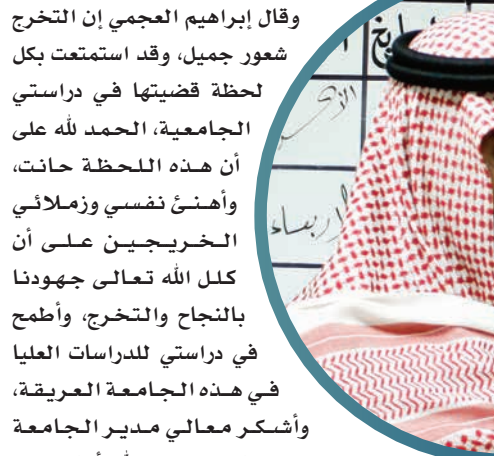 وقال إبراهيم العجمي إن التخرج
شعور جميل، وقد استمتعت بكل
لحظة قضيتها في دراستي
الجامعية، الحمد لله على
أن هذه اللحظة حانت،
وأهنئ نفسي وزملائي
الخريجين على أن
كلل الله تعالى جهودنا
بالنجاح والتخرج، وأطمح
في دراستي للدراسات العليا
في هذه الجامعة العريقة،
وأشكر معالي مدير الجامعة